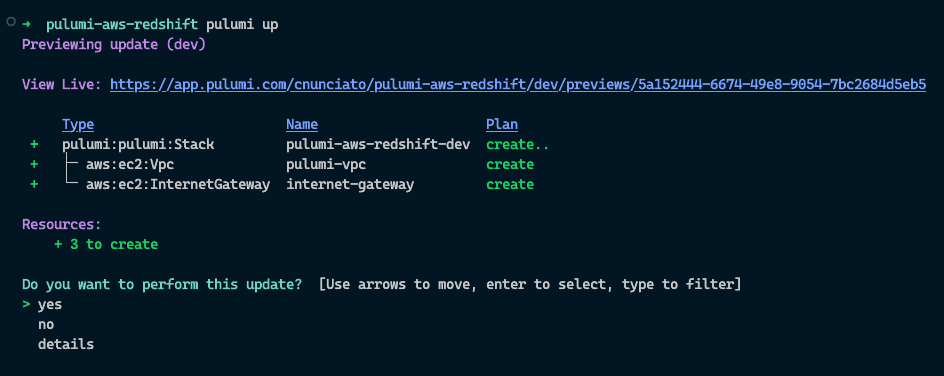 → pulumi-aws-redshift pulumi up
Previewing update (dev)
View Live: https://app.pulumi.com/cnunciato/pulumi-aws-redshift/dev/previews/5a152444-6674-49e8-9054-7bc2684d5eb5
Type Name Plan
+ pulumi:pulumi:Stack pulumi-aws-redshift-dev create..
+ ├─ aws:ec2:Vpc pulumi-vpc create
+ └─ aws:ec2:InternetGateway internet-gateway create
Resources:
+ 3 to create
Do you want to perform this update? [Use arrows to move, enter to select, type to filter]
> yes
no
details